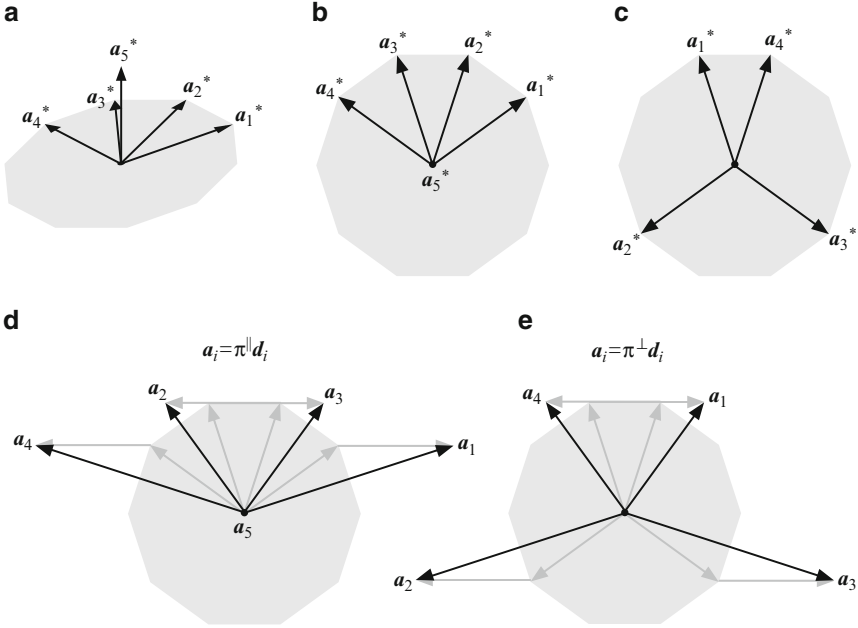 a
b
c
a₅*
a₄*
a₃*
a₂*
a₁*
a₃*
a₂*
a₄*
a₁*
a₅*
a₁*
a₄*
a₂*
a₃*
d
e
aᵢ=π∥dᵢ
aᵢ=π⊥dᵢ
a₂
a₃
a₄
a₁
a₅
a₄
a₁
a₂
a₃